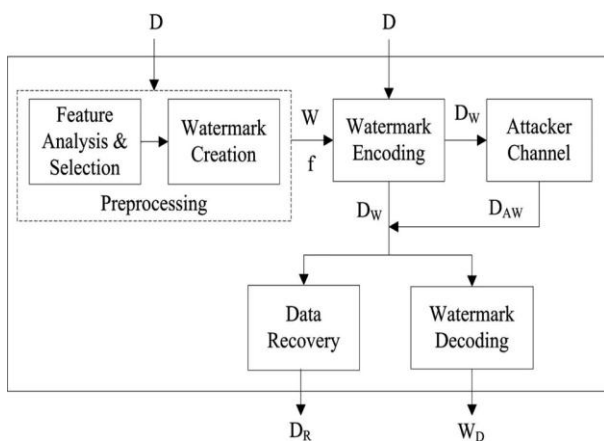 D
D
Feature
Analysis &
Selection
Watermark
Creation
Preprocessing
W
f
Watermark
Encoding
D_W
Attacker
Channel
D_W
D_AW
Data
Recovery
Watermark
Decoding
D_R
W_D